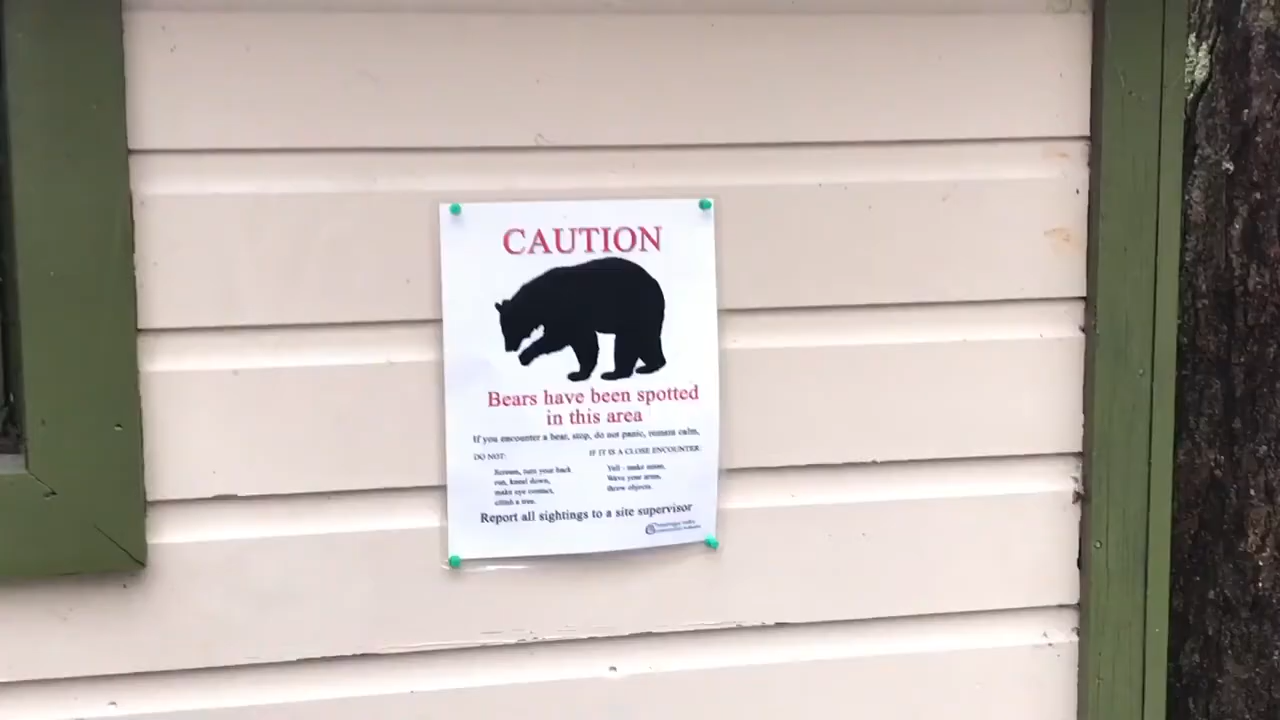 CAUTION
Bears have been spotted
in this area
If you encounter a bear, stop, do not panic, remain calm,
DO NOT:
Scream, turn your back
run, kneel down,
make eye contact,
climb a tree.
IF IT IS A CLOSE ENCOUNTER:
Yell - make noise,
Wave your arms,
throw objects.
Report all sightings to a site supervisor